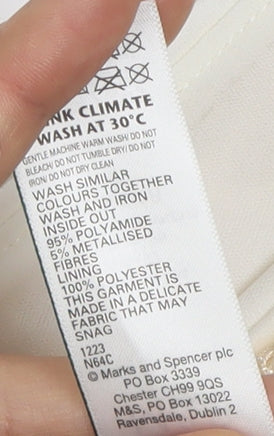 NK CLIMATE
WASH AT 30°C
GENTLE MACHINE WARM WASH/ DO NOT
BLEACH/ DO NOT TUMBLE DRY/ DO NOT
IRON/ DO NOT DRY CLEAN
WASH SIMILAR
COLOURS TOGETHER
WASH AND IRON
INSIDE OUT
95% POLYAMIDE
5% METALLISED
FIBRES
LINING
100% POLYESTER
THIS GARMENT IS
MADE IN A DELICATE
FABRIC THAT MAY
SNAG
1223
N64C
© Marks and Spencer plc
PO Box 3339
Chester CH99 9QS
M&S, PO Box 13022
Ravensdale, Dublin 2